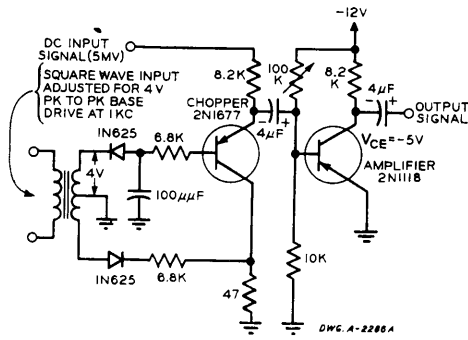 -12V
DC INPUT
SIGNAL (5MV)
SQUARE WAVE INPUT
ADJUSTED FOR 4V
PK TO PK BASE
DRIVE AT 1KC
8.2K
100
K
8.2
K
4μF
- +
OUTPUT
SIGNAL
CHOPPER
2N1677
- +
4μF
VCE=-5V
AMPLIFIER
2N1118
1N625
6.8K
4V
100μμF
1N625
6.8K
47
10K
DWG. A-2286A